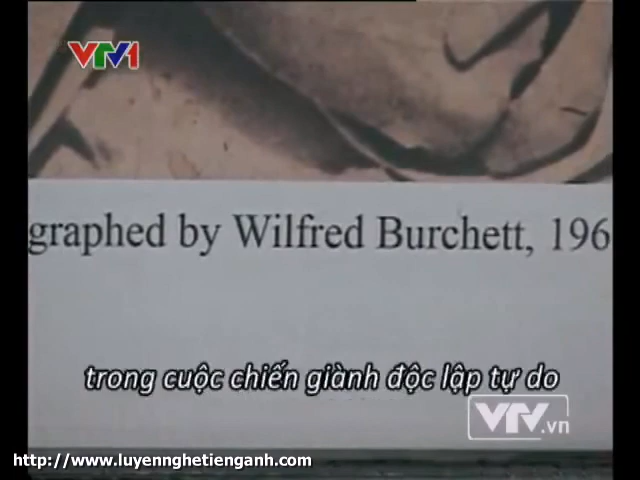 VTV1
graphed by Wilfred Burchett, 196
trong cuộc chiến giành độc lập tự do
VTV.vn
http://www.luyennghetienganh.com